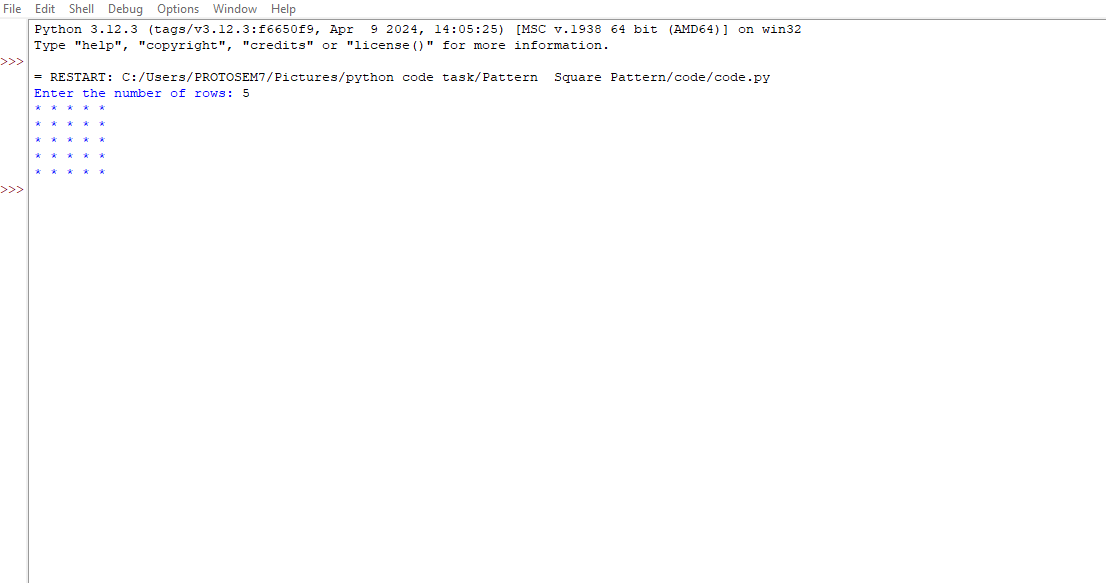 File Edit Shell Debug Options Window Help
Python 3.12.3 (tags/v3.12.3:f6650f9, Apr  9 2024, 14:05:25) [MSC v.1938 64 bit (AMD64)] on win32
Type "help", "copyright", "credits" or "license()" for more information.
>>>
= RESTART: C:/Users/PROTOSEM7/Pictures/python code task/Pattern  Square Pattern/code/code.py
Enter the number of rows: 5
* * * * *
* * * * *
* * * * *
* * * * *
* * * * *
>>>